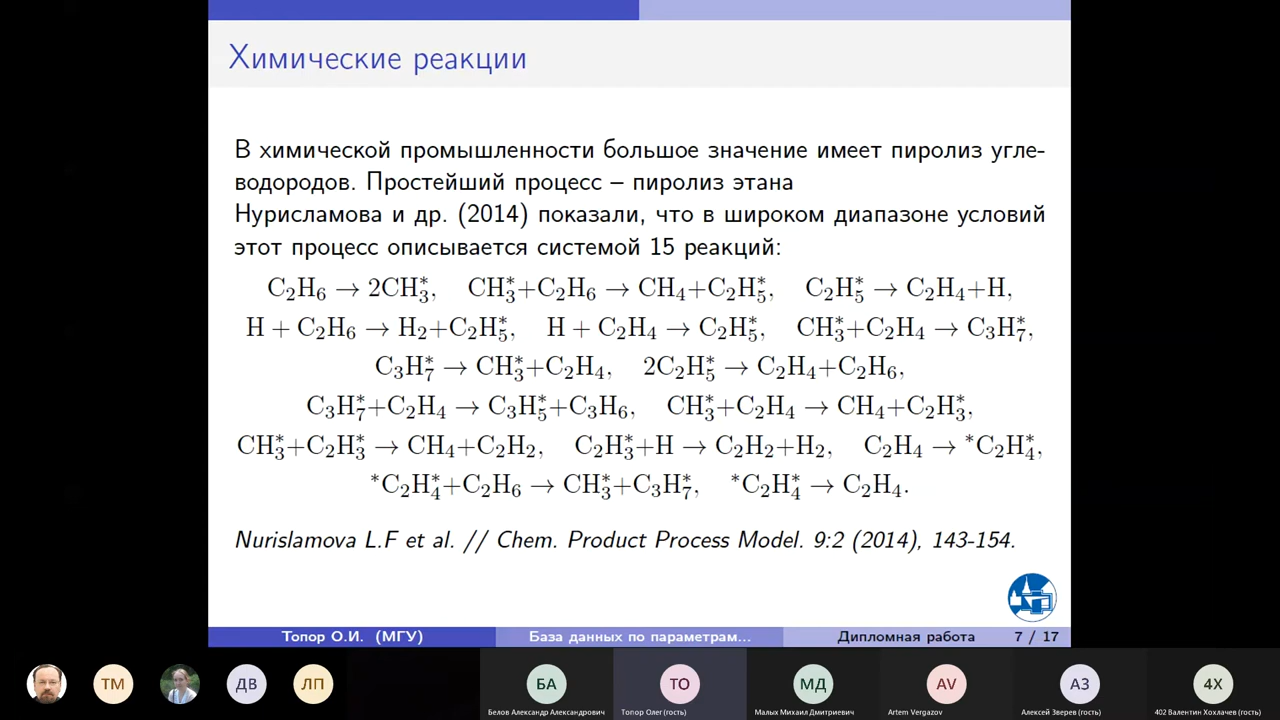 Химические реакции
В химической промышленности большое значение имеет пиролиз угле-
водородов. Простейший процесс – пиролиз этана
Нурисламова и др. (2014) показали, что в широком диапазоне условий
этот процесс описывается системой 15 реакций:
C₂H₆ → 2CH₃*, CH₃*+C₂H₆ → CH₄+C₂H₅*, C₂H₅* → C₂H₄+H,
H + C₂H₆ → H₂+C₂H₅*, H + C₂H₄ → C₂H₅*, CH₃*+C₂H₄ → C₃H₇*,
C₃H₇* → CH₃*+C₂H₄, 2C₂H₅* → C₂H₄+C₂H₆,
C₃H₇*+C₂H₄ → C₃H₅*+C₃H₆, CH₃*+C₂H₄ → CH₄+C₂H₃*,
CH₃*+C₂H₃* → CH₄+C₂H₂, C₂H₃*+H → C₂H₂+H₂, C₂H₄ → *C₂H₄*,
*C₂H₄*+C₂H₆ → CH₃*+C₃H₇*, *C₂H₄* → C₂H₄.
Nurislamova L.F et al. // Chem. Product Process Model. 9:2 (2014), 143-154.
Топор О.И. (МГУ) База данных по параметрам... Дипломная работа 7 / 17
ТМ ДВ ЛП БА ТО МД AV АЗ 4Х
Белов Александр Александрович Топор Олег (гость) Малых Михаил Дмитриевич Artem Vergazov Алексей Зверев (гость) 402 Валентин Хохлачев (гость)